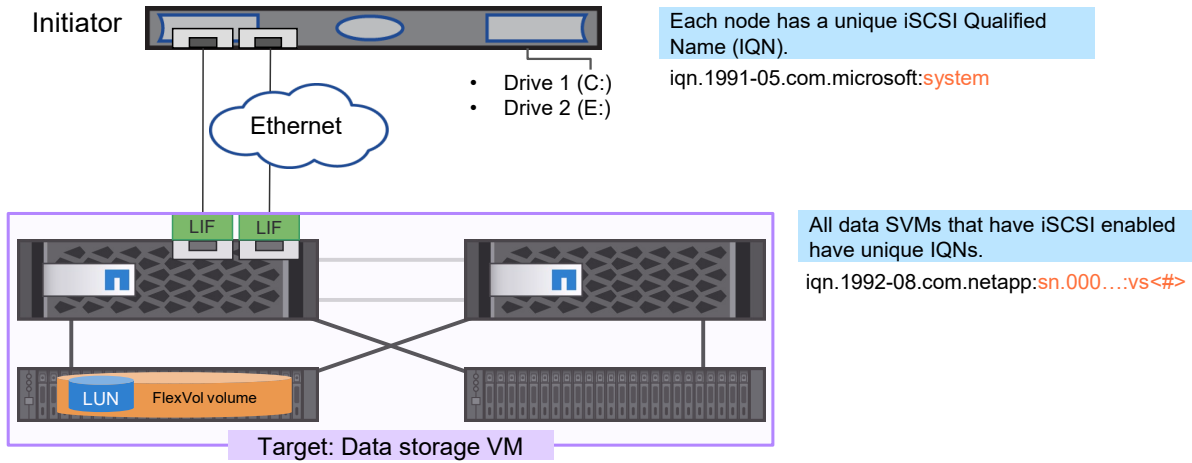 Initiator
Each node has a unique iSCSI Qualified
Name (IQN).
iqn.1991-05.com.microsoft:system
• Drive 1 (C:)
• Drive 2 (E:)
Ethernet
LIF LIF
All data SVMs that have iSCSI enabled
have unique IQNs.
iqn.1992-08.com.netapp:sn.000…:vs<#>
LUN FlexVol volume
Target: Data storage VM